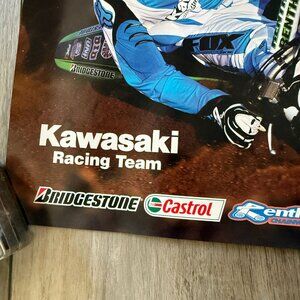 FOX
BRIDGESTONE
Kawasaki
Racing Team
BRIDGESTONE Castrol Renthal